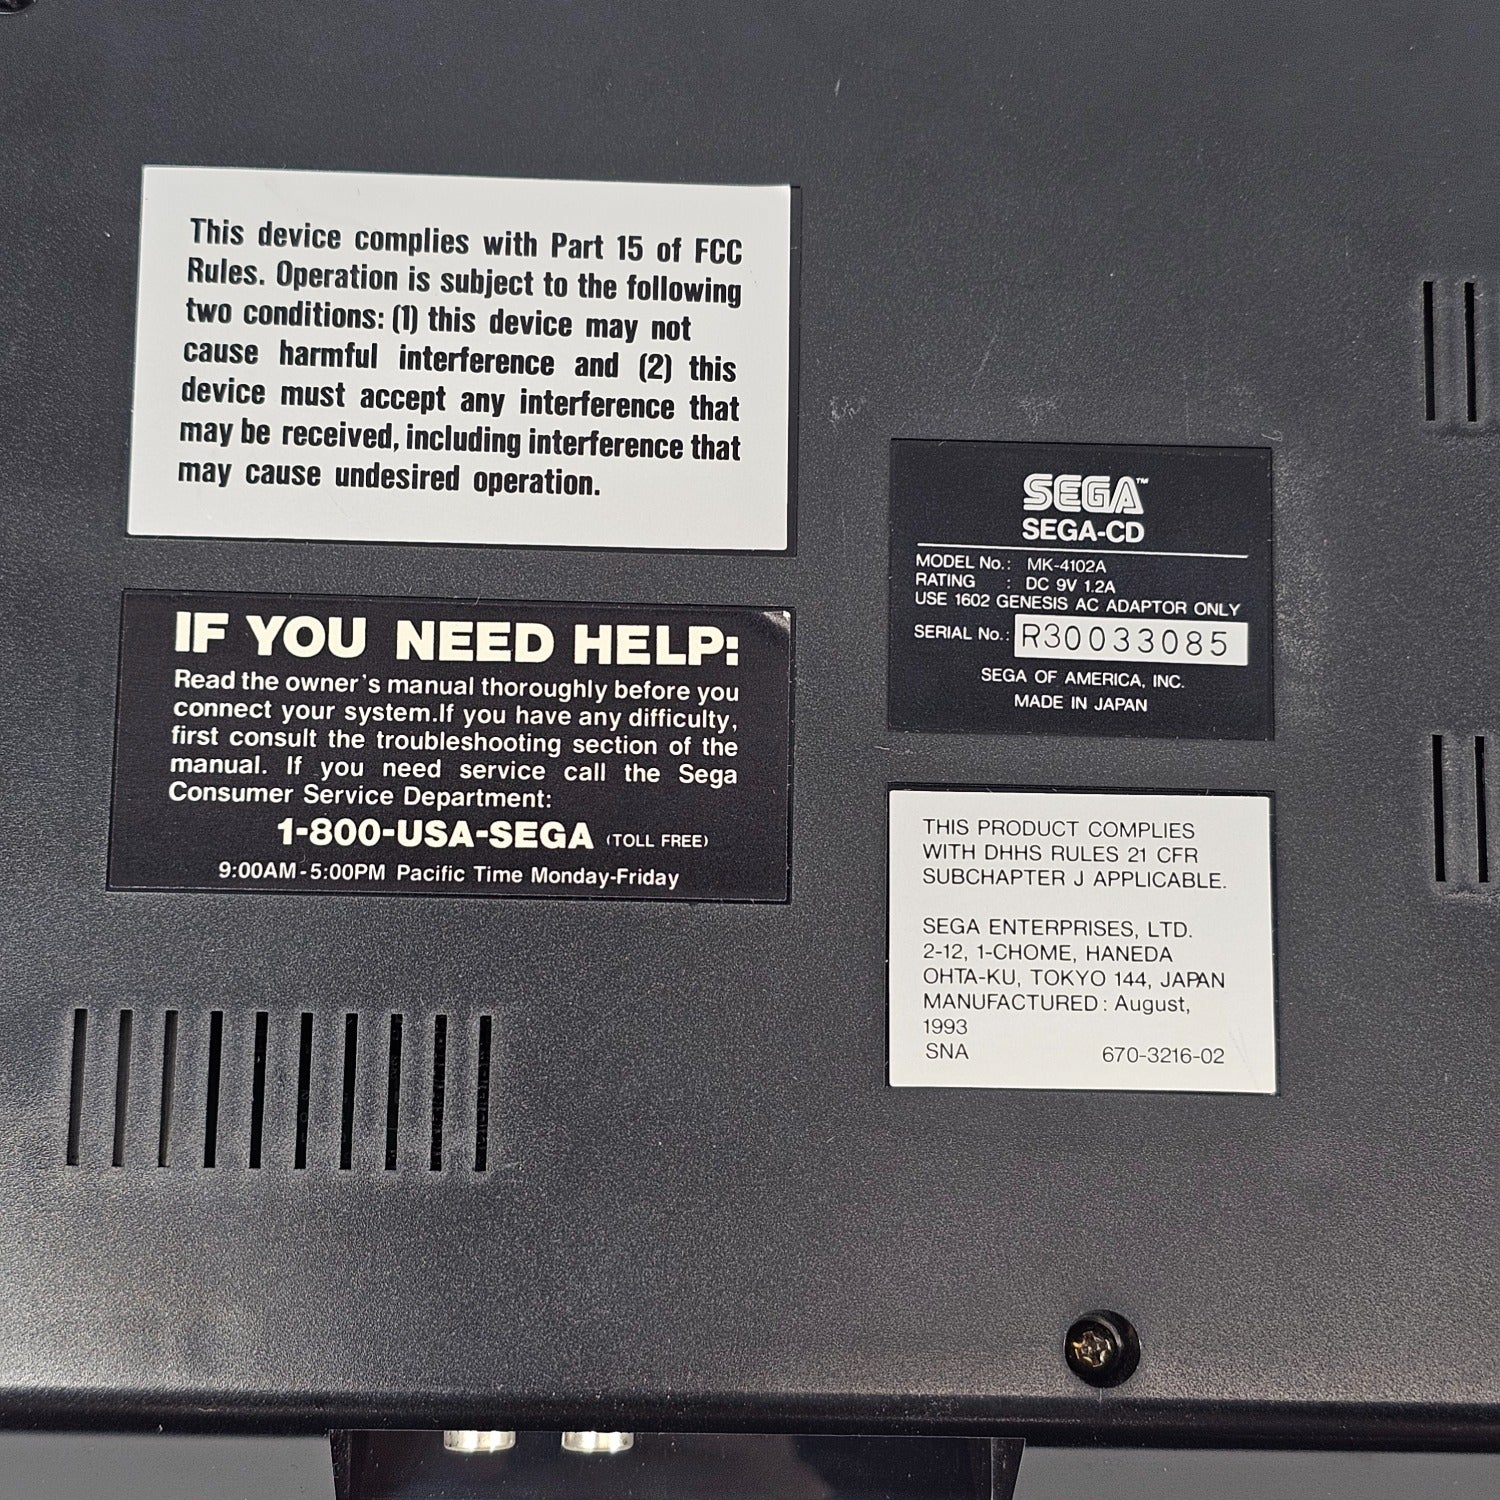 This device complies with Part 15 of FCC
Rules. Operation is subject to the following
two conditions: (1) this device may not
cause harmful interference and (2) this
device must accept any interference that
may be received, including interference that
may cause undesired operation.
IF YOU NEED HELP:
Read the owner's manual thoroughly before you
connect your system.If you have any difficulty,
first consult the troubleshooting section of the
manual. If you need service call the Sega
Consumer Service Department:
1-800-USA-SEGA (TOLL FREE)
9:00AM-5:00PM Pacific Time Monday-Friday
SEGA™
SEGA-CD
MODEL No.: MK-4102A
RATING : DC 9V 1.2A
USE 1602 GENESIS AC ADAPTOR ONLY
SERIAL No.: R30033085
SEGA OF AMERICA, INC.
MADE IN JAPAN
THIS PRODUCT COMPLIES
WITH DHHS RULES 21 CFR
SUBCHAPTER J APPLICABLE.
SEGA ENTERPRISES, LTD.
2-12, 1-CHOME, HANEDA
OHTA-KU, TOKYO 144, JAPAN
MANUFACTURED: August,
1993
SNA 670-3216-02